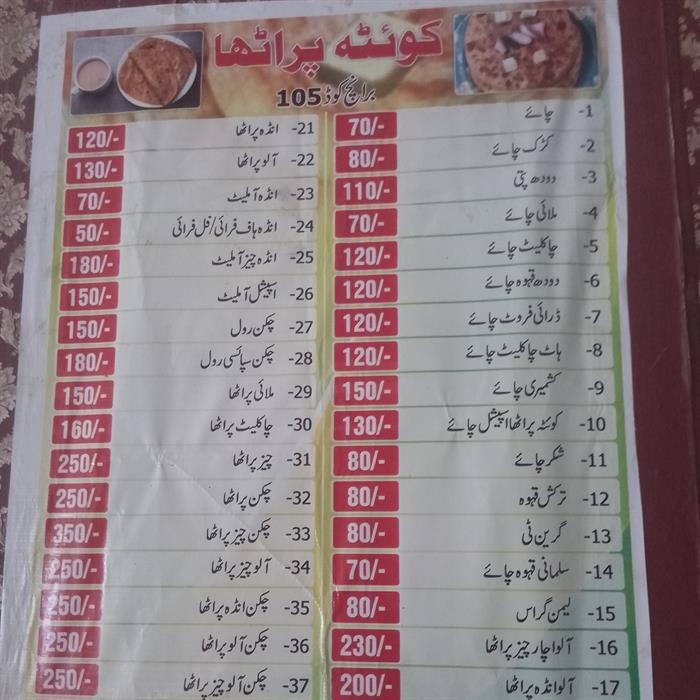 کوئٹہ پراٹھا
برانچ کوڈ 105
1- چائے 70/-
2- کڑک چائے 80/-
3- دودھ پتی 110/-
4- ملائی چائے 70/-
5- چاکلیٹ چائے 120/-
6- دودھ قہوہ چائے 120/-
7- ڈرائی فروٹ چائے 120/-
8- ہاٹ چاکلیٹ چائے 120/-
9- کشمیری چائے 150/-
10- کوئٹہ پراٹھا اسپیشل چائے 130/-
11- شکر چائے 80/-
12- ترکش قہوہ 80/-
13- گرین ٹی 80/-
14- سلمانی قہوہ چائے 70/-
15- لیمن گراس 80/-
16- آلو اچار چیز پراٹھا 230/-
17- آلو انڈہ پراٹھا 200/-
21- انڈہ پراٹھا 120/-
22- آلو پراٹھا 130/-
23- انڈہ آملیٹ 70/-
24- انڈہ ہاف فرائی/فل فرائی 50/-
25- انڈہ چیز آملیٹ 180/-
26- اسپیشل آملیٹ 150/-
27- چکن رول 150/-
28- چکن سپائسی رول 180/-
29- ملائی پراٹھا 150/-
30- چاکلیٹ پراٹھا 160/-
31- چیز پراٹھا 250/-
32- چکن پراٹھا 250/-
33- چکن چیز پراٹھا 350/-
34- آلو چیز پراٹھا 250/-
35- چکن انڈہ پراٹھا 250/-
36- چکن آلو پراٹھا 250/-
37- چکن آلو چیز پراٹھا 250/-